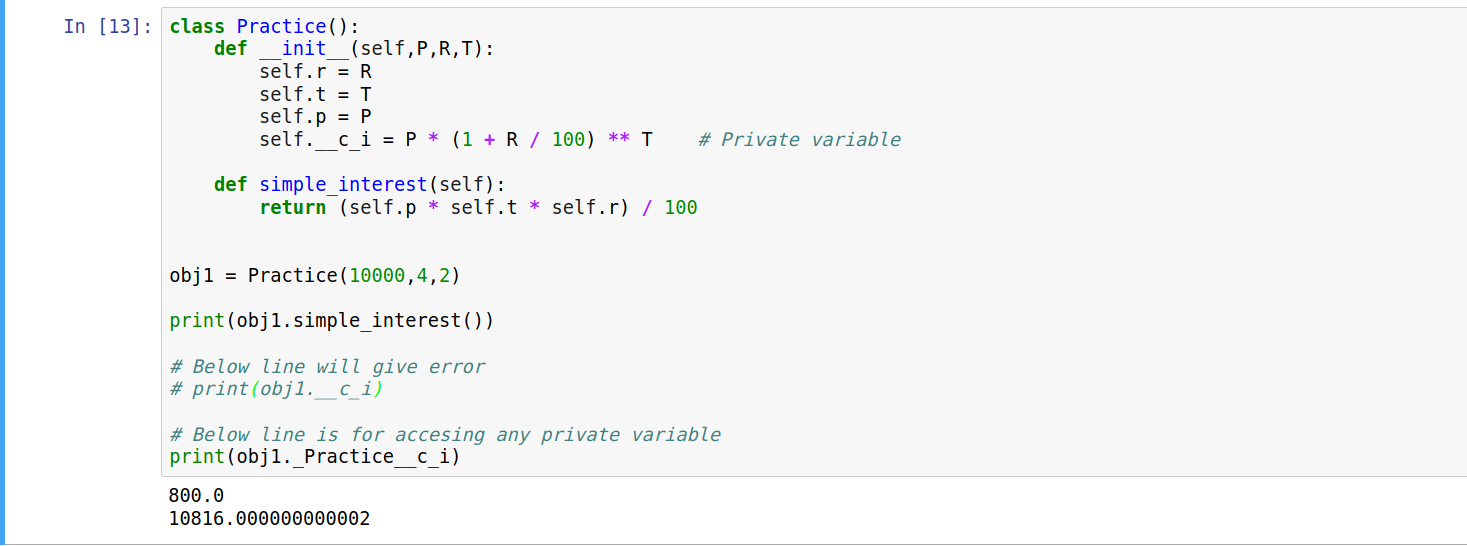 In [13]: class Practice():
    def __init__(self,P,R,T):
        self.r = R
        self.t = T
        self.p = P
        self.__c_i = P * (1 + R / 100) ** T    # Private variable
    def simple_interest(self):
        return (self.p * self.t * self.r) / 100
obj1 = Practice(10000,4,2)
print(obj1.simple_interest())
# Below line will give error
# print(obj1.__c_i)
# Below line is for accesing any private variable
print(obj1._Practice__c_i)
800.0
10816.000000000002